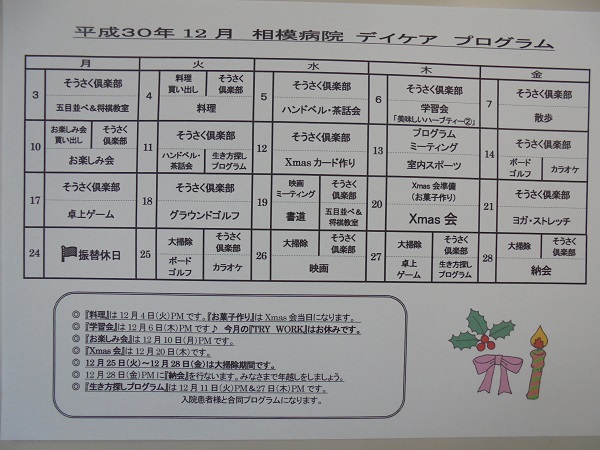 平成30年12月 相模病院 デイケア プログラム
月 火 水 木 金
3 そうさく倶楽部
五目並べ&将棋教室
4 料理買い出し そうさく倶楽部
料理
5 そうさく倶楽部
ハンドベル・茶話会
6 そうさく倶楽部
学習会
「美味しいハーブティー②」
7 そうさく倶楽部
散歩
10 お楽しみ会買い出し そうさく倶楽部
お楽しみ会
11 そうさく倶楽部
ハンドベル・茶話会 生き方探しプログラム
12 そうさく倶楽部
Xmasカード作り
13 プログラムミーティング
室内スポーツ
14 そうさく倶楽部
ボードゴルフ カラオケ
17 そうさく倶楽部
卓上ゲーム
18 そうさく倶楽部
グラウンドゴルフ
19 映画ミーティング そうさく倶楽部
書道 五目並べ&将棋教室
20 Xmas会準備
(お菓子作り)
Xmas会
21 そうさく倶楽部
ヨガ・ストレッチ
24 振替休日
25 大掃除 そうさく倶楽部
ボードゴルフ カラオケ
26 大掃除 そうさく倶楽部
映画
27 大掃除 そうさく倶楽部
卓上ゲーム 生き方探しプログラム
28 大掃除 そうさく倶楽部
納会
◎ 『料理』は12月4日(火)PMです。『お菓子作り』はXmas会当日になります。
◎ 『学習会』は12月6日(木)PMです♪ 今月の『TRY WORK』はお休みです。
◎ 『お楽しみ会』は12月10日(月)PMです。
◎ 『Xmas会』は12月20日(木)です。
◎ 12月25日(火)～12月28日(金)は大掃除期間です。
◎ 12月28日(金)PMに『納会』を行ないます。みなさまで年越しをしましょう。
◎ 『生き方探しプログラム』は12月11日(火)PM&27日(木)PMです。
入院患者様と合同プログラムになります。